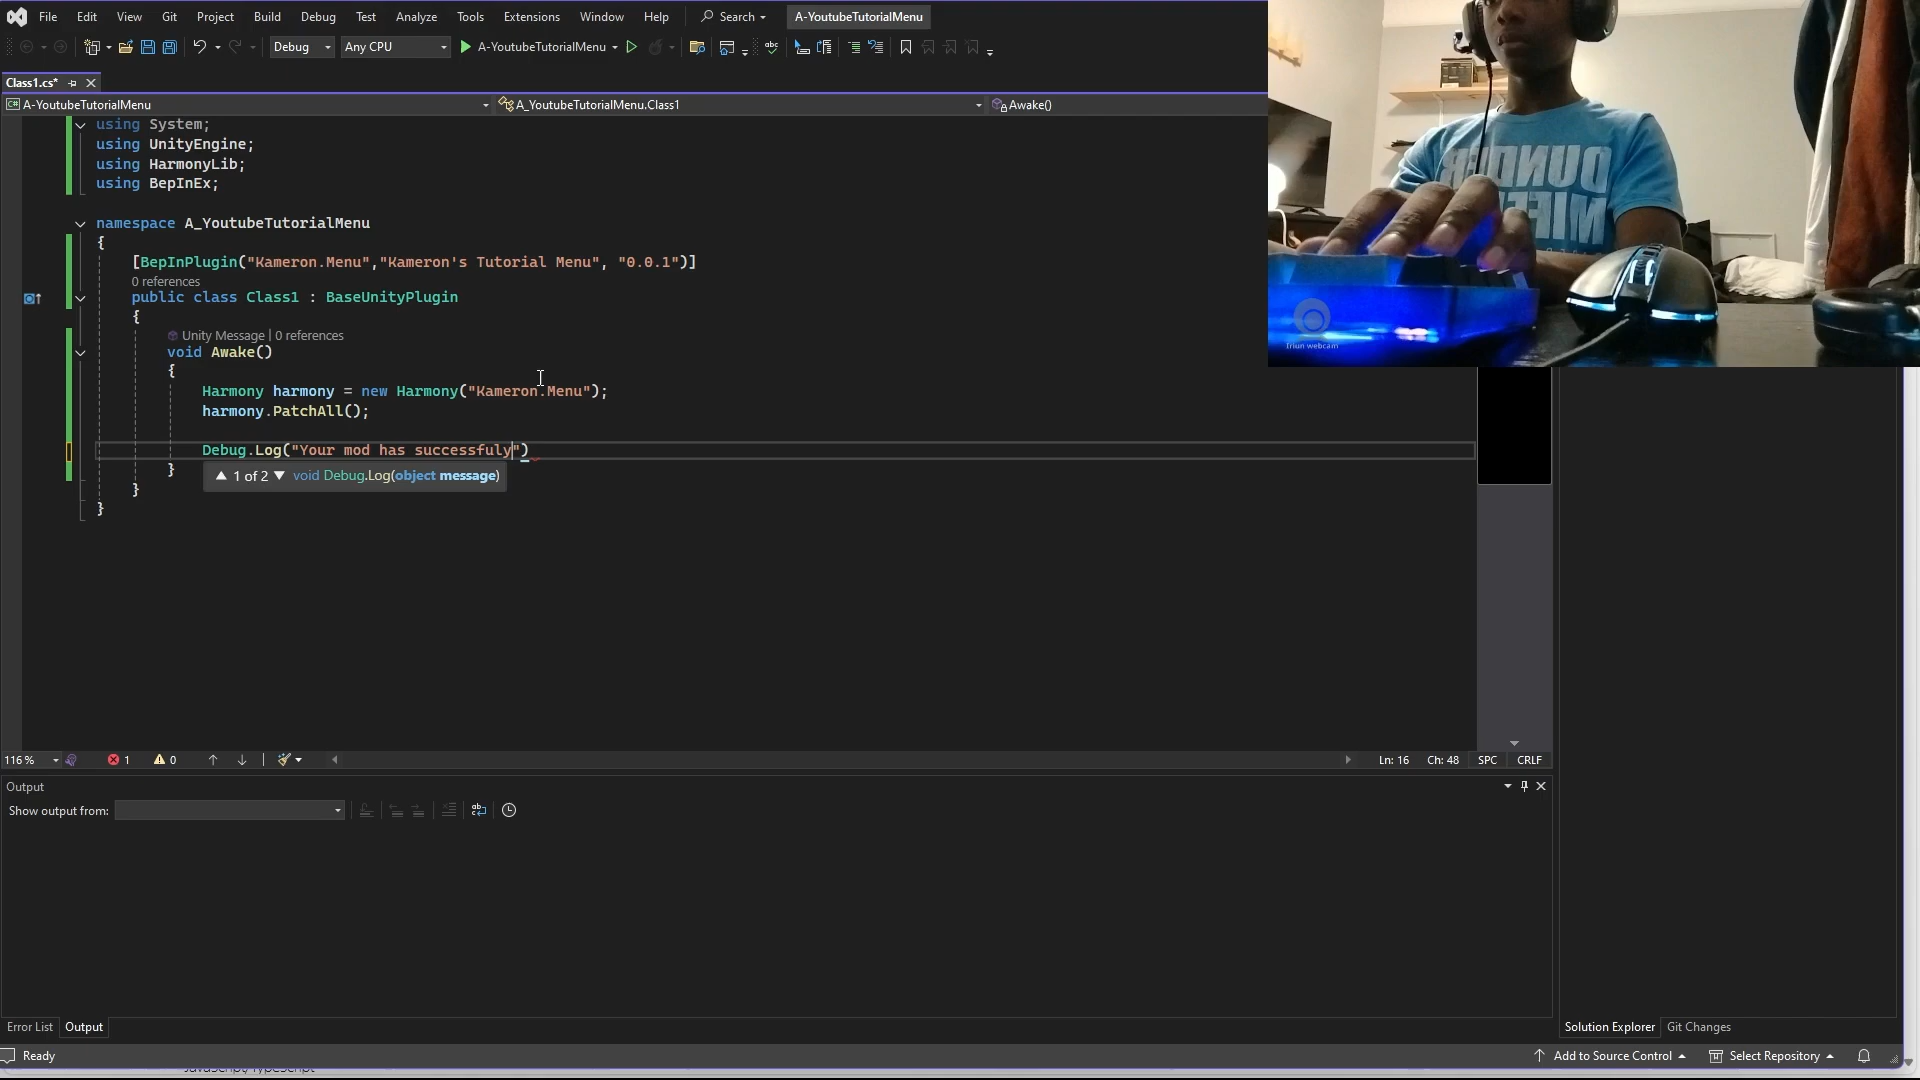 File Edit View Git Project Build Debug Test Analyze Tools Extensions Window Help Search A-YoutubeTutorialMenu
Debug Any CPU A-YoutubeTutorialMenu
Class1.cs*
A-YoutubeTutorialMenu A_YoutubeTutorialMenu.Class1 Awake()
using System;
using UnityEngine;
using HarmonyLib;
using BepInEx;
namespace A_YoutubeTutorialMenu
{
[BepInPlugin("Kameron.Menu","Kameron's Tutorial Menu", "0.0.1")]
0 references
public class Class1 : BaseUnityPlugin
{
Unity Message | 0 references
void Awake()
{
Harmony harmony = new Harmony("Kameron.Menu");
harmony.PatchAll();
Debug.Log("Your mod has successfuly")
}
1 of 2 void Debug.Log(object message)
}
}
DUNDER
MIFF
Triun webcam
116 % 1 0 Ln: 16 Ch: 48 SPC CRLF
Output
Show output from:
Error List Output Solution Explorer Git Changes
Ready Add to Source Control Select Repository
JavaScript/TypeScript